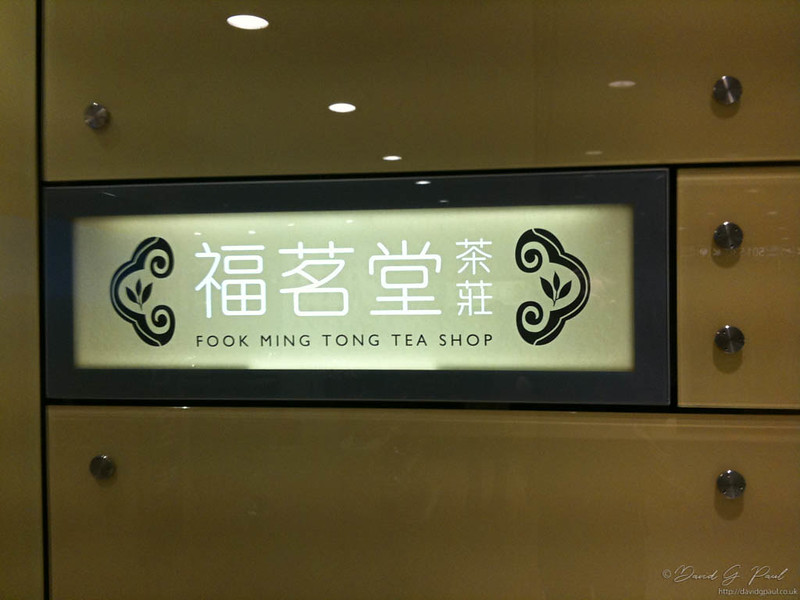 福茗堂茶莊
FOOK MING TONG TEA SHOP
© David G Paul
http://davidgpaul.co.uk